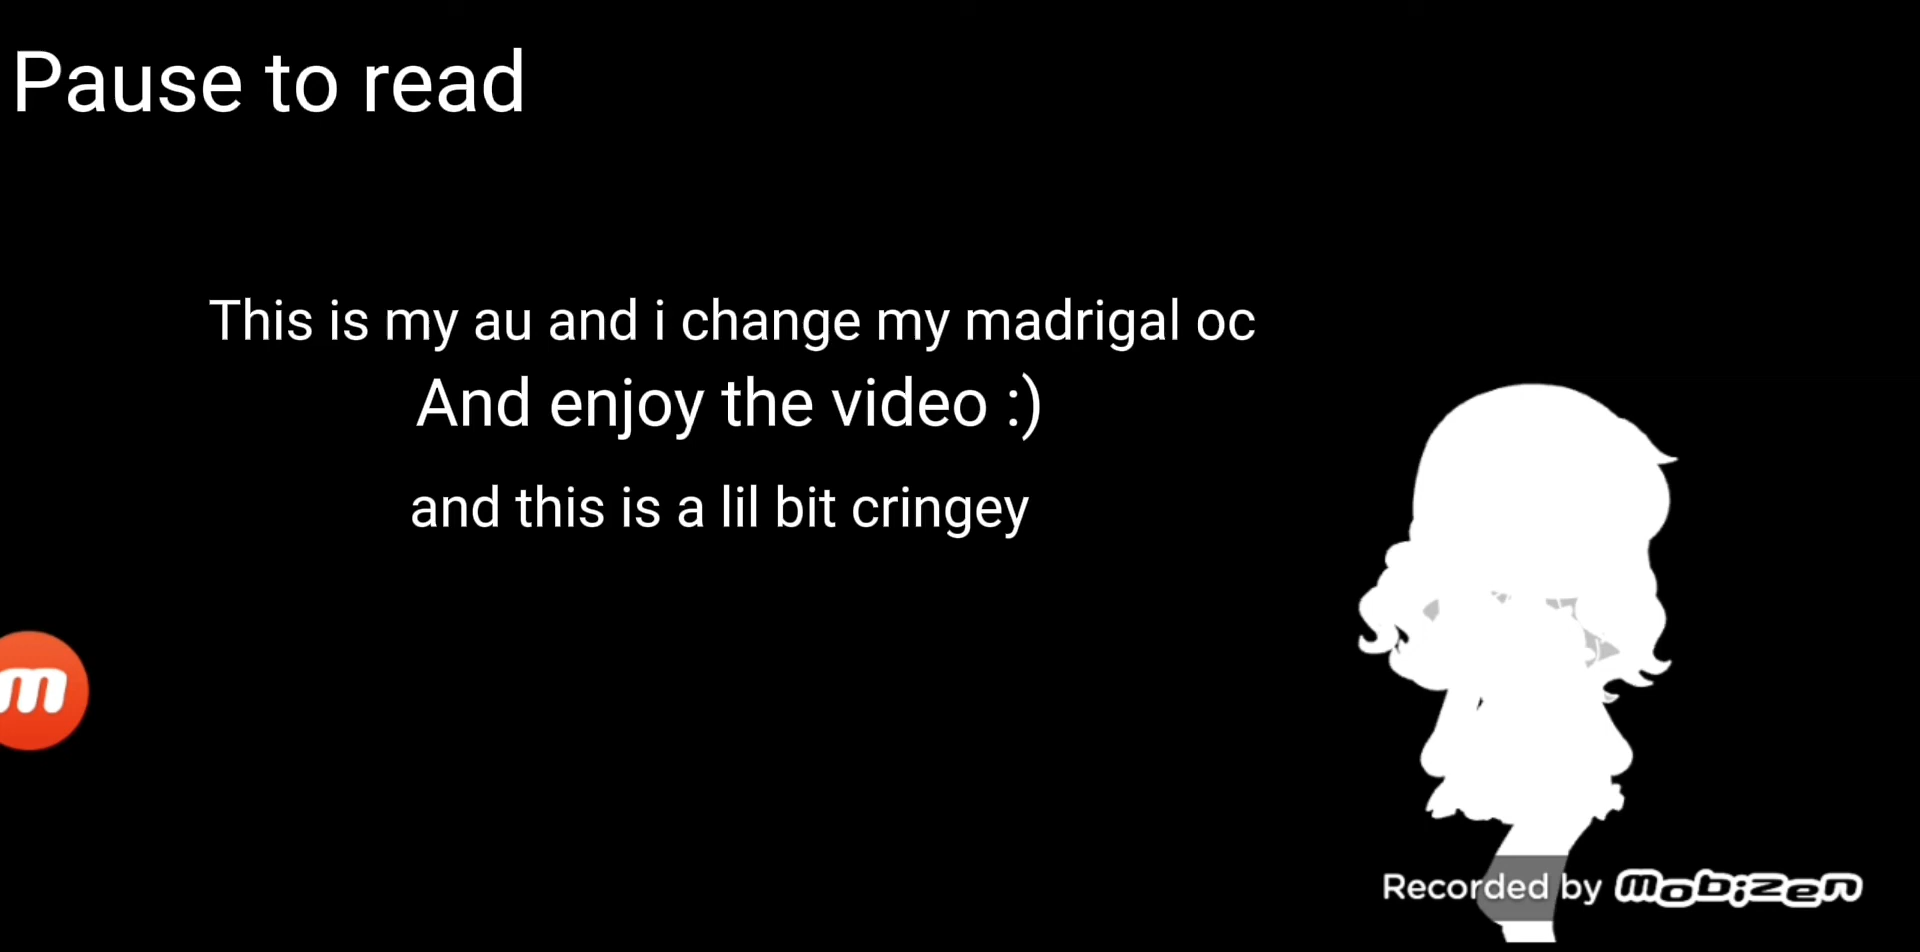 Pause to read
This is my au and i change my madrigal oc
And enjoy the video :)
and this is a lil bit cringey
m
Recorded by mobizen